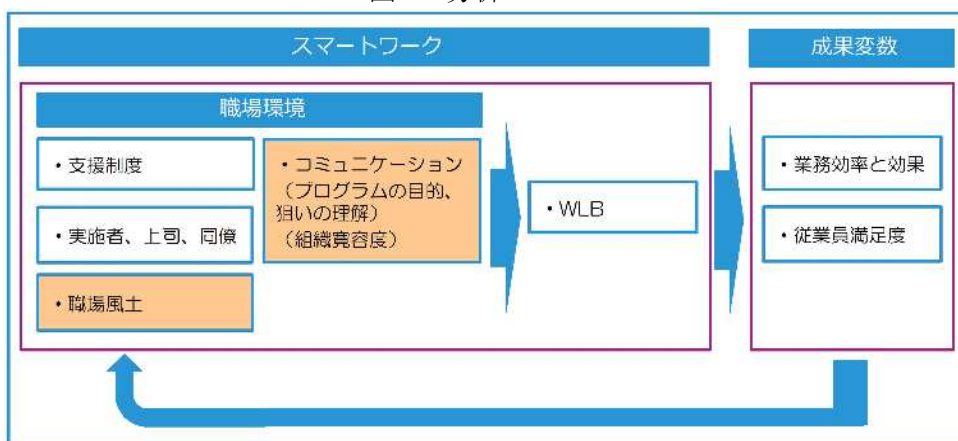 スマートワーク
成果変数
職場環境
・支援制度
・実施者、上司、同僚
・職場風土
・コミュニケーション
（プログラムの目的、
狙いの理解）
（組織寛容度）
・WLB
・業務効率と効果
・従業員満足度